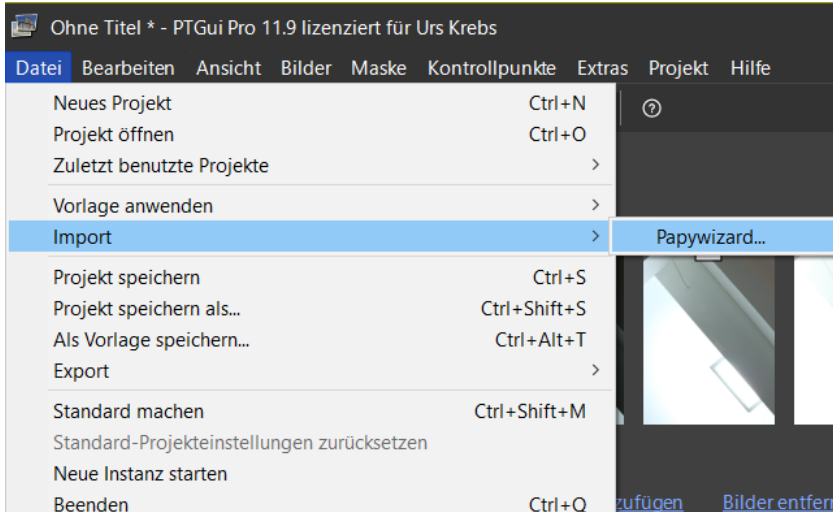 Ohne Titel * - PTGui Pro 11.9 lizenziert für Urs Krebs
Datei Bearbeiten Ansicht Bilder Maske Kontrollpunkte Extras Projekt Hilfe
Neues Projekt Ctrl+N
Projekt öffnen Ctrl+O
Zuletzt benutzte Projekte
Vorlage anwenden
Import
Papywizard...
Projekt speichern Ctrl+S
Projekt speichern als... Ctrl+Shift+S
Als Vorlage speichern... Ctrl+Alt+T
Export
Standard machen Ctrl+Shift+M
Standard-Projekteinstellungen zurücksetzen
Neue Instanz starten
Beenden Ctrl+Q
zufügen Bilder entfern